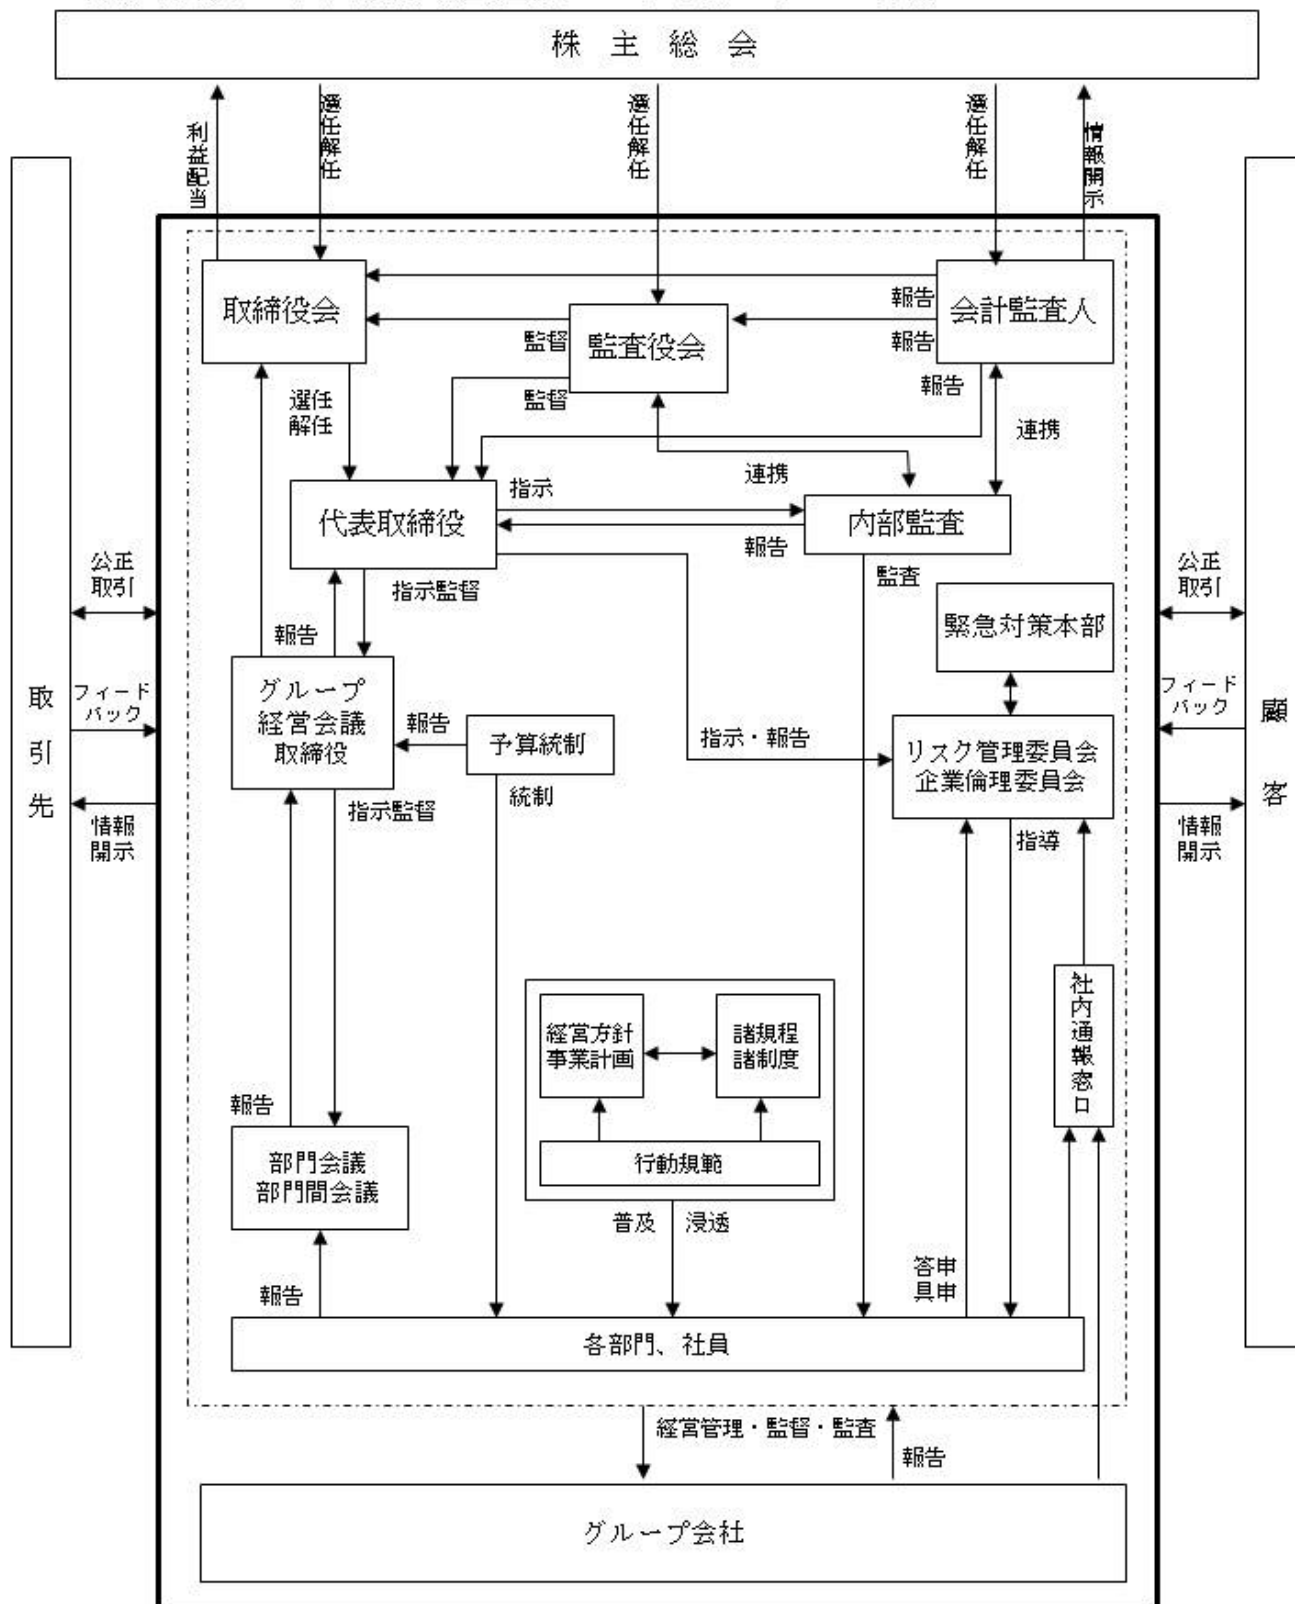 株主総会
利益配当
選任解任
選任解任
選任解任
情報開示
取締役会
監査役会
会計監査人
報告
報告
監督
監督
報告
選任
解任
連携
連携
代表取締役
指示
報告
内部監査
監査
指示監督
報告
緊急対策本部
公正
取引
公正
取引
取引先
フィード
バック
情報
開示
顧客
フィード
バック
情報
開示
グループ
経営会議
取締役
報告
予算統制
統制
指示・報告
リスク管理委員会
企業倫理委員会
指示監督
指導
社内通報窓口
経営方針
事業計画
諸規程
諸制度
行動規範
報告
部門会議
部門間会議
普及 浸透
報告
答申
具申
各部門、社員
経営管理・監督・監査
報告
グループ会社